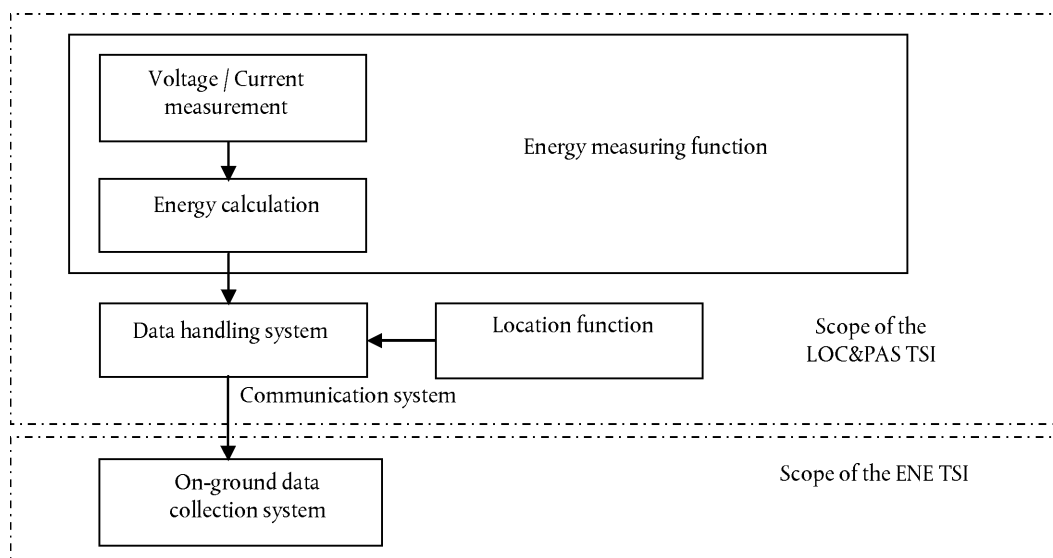 Voltage / Current
measurement
Energy measuring function
Energy calculation
Data handling system
Location function
Scope of the
LOC&PAS TSI
Communication system
On-ground data
collection system
Scope of the ENE TSI